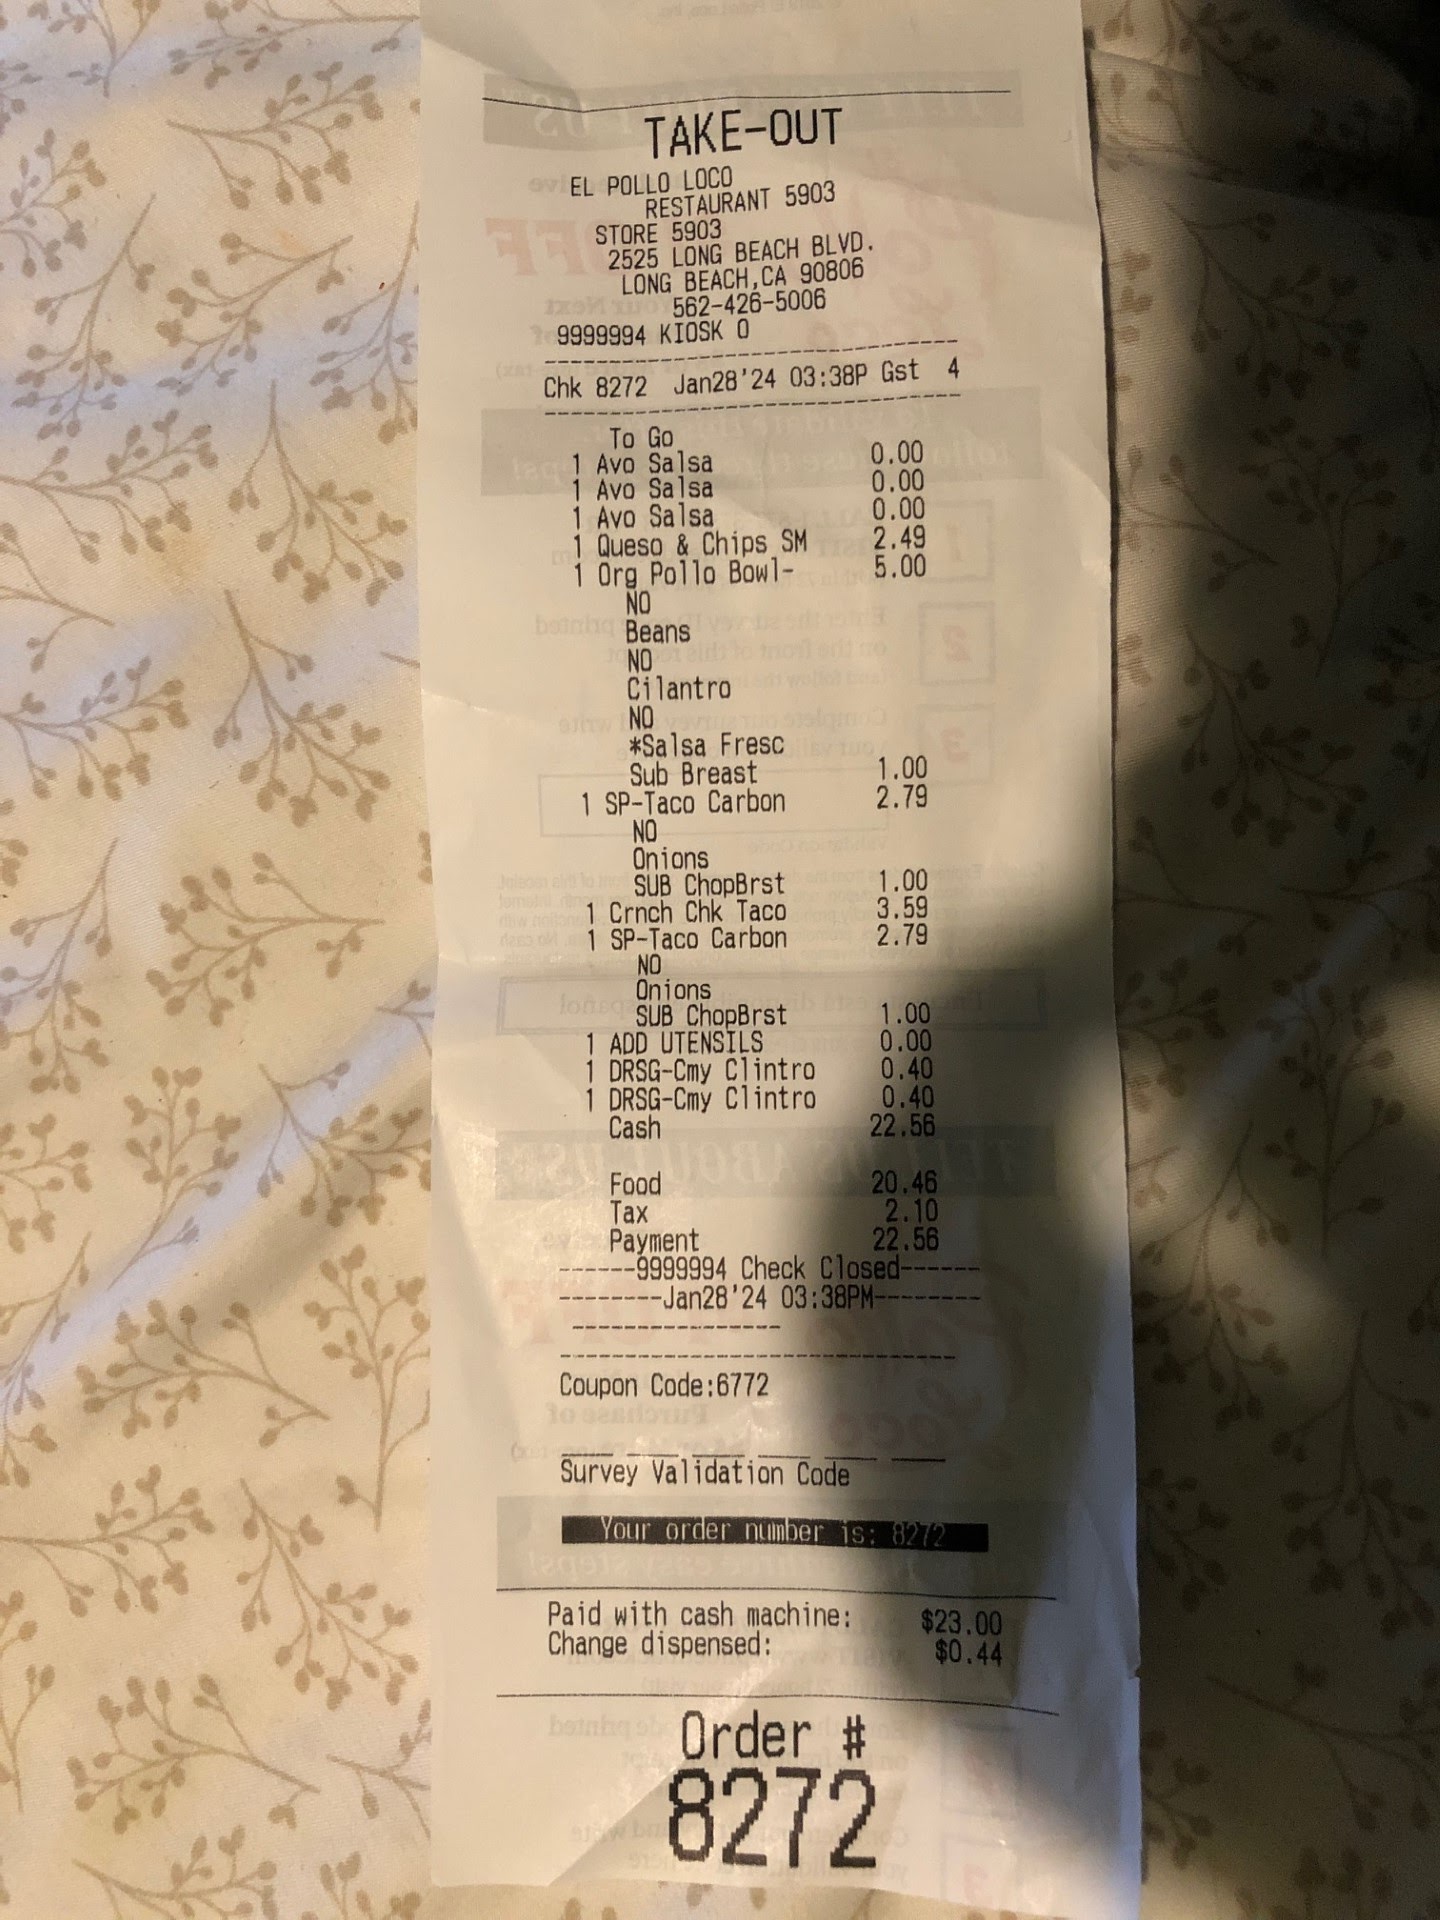 TAKE-OUT
EL POLLO LOCO
RESTAURANT 5903
STORE 5903
2525 LONG BEACH BLVD.
LONG BEACH,CA 90806
562-426-5006
9999994 KIOSK 0
Chk 8272 Jan28'24 03:38P Gst 4
To Go
1 Avo Salsa 0.00
1 Avo Salsa 0.00
1 Avo Salsa 0.00
1 Queso & Chips SM 2.49
1 Org Pollo Bowl- 5.00
NO
Beans
NO
Cilantro
NO
*Salsa Fresc
Sub Breast 1.00
1 SP-Taco Carbon 2.79
NO
Onions
SUB ChopBrst 1.00
1 Crnch Chk Taco 3.59
1 SP-Taco Carbon 2.79
NO
Onions
SUB ChopBrst 1.00
1 ADD UTENSILS 0.00
1 DRSG-Cmy Clintro 0.40
1 DRSG-Cmy Clintro 0.40
Cash 22.56
Food 20.46
Tax 2.10
Payment 22.56
------9999994 Check Closed------
--------Jan28'24 03:38PM--------
Coupon Code:6772
Survey Validation Code
Your order number is: 8272
Paid with cash machine: $23.00
Change dispensed: $0.44
Order #
8272